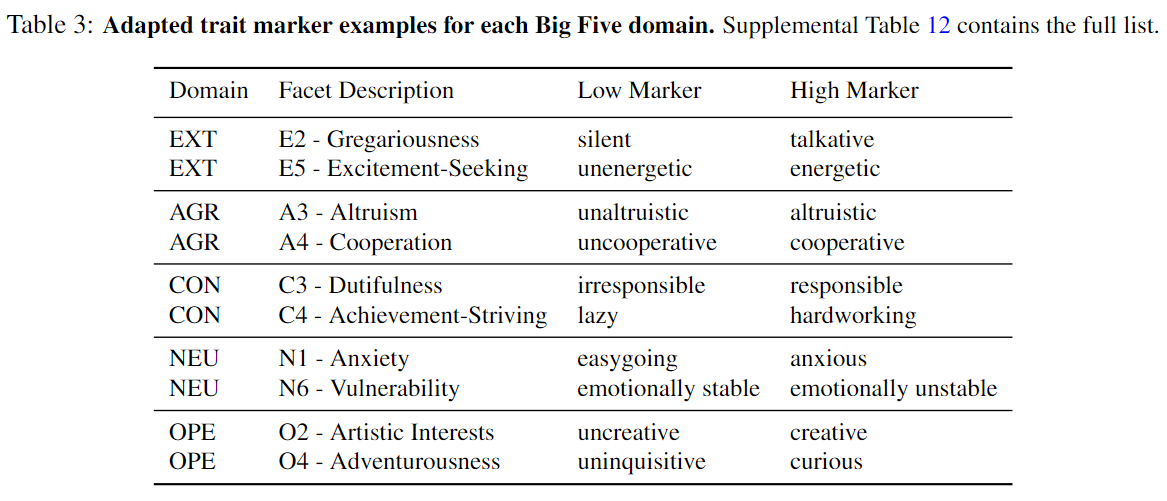 Table 3: Adapted trait marker examples for each Big Five domain. Supplemental Table 12 contains the full list.
Domain Facet Description Low Marker High Marker
EXT E2 - Gregariousness silent talkative
EXT E5 - Excitement-Seeking unenergetic energetic
AGR A3 - Altruism unaltruistic altruistic
AGR A4 - Cooperation uncooperative cooperative
CON C3 - Dutifulness irresponsible responsible
CON C4 - Achievement-Striving lazy hardworking
NEU N1 - Anxiety easygoing anxious
NEU N6 - Vulnerability emotionally stable emotionally unstable
OPE O2 - Artistic Interests uncreative creative
OPE O4 - Adventurousness uninquisitive curious